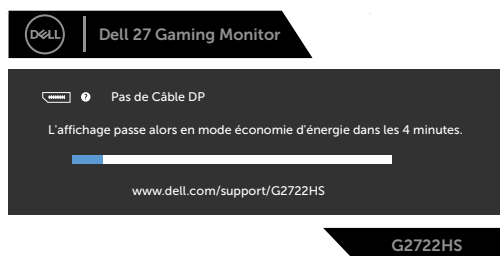 DELL
Dell 27 Gaming Monitor
? Pas de Câble DP
L'affichage passe alors en mode économie d'énergie dans les 4 minutes.
www.dell.com/support/G2722HS
G2722HS